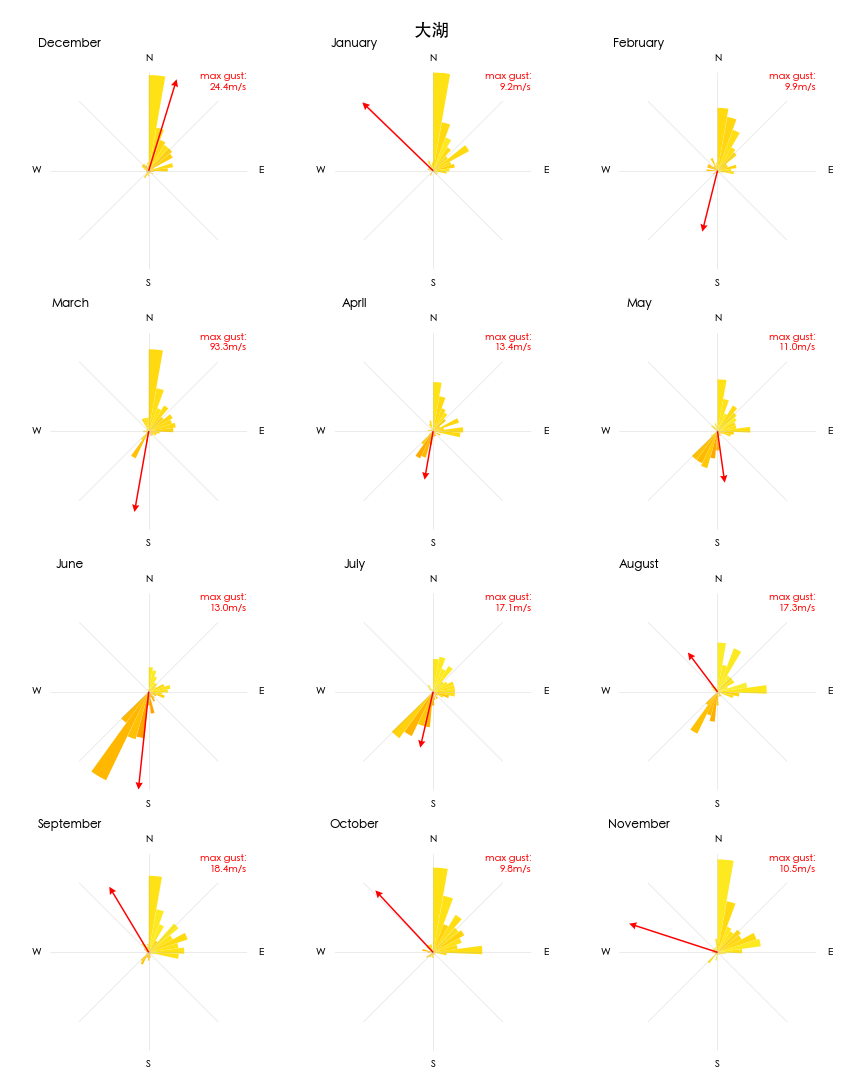 大湖
December
N
max gust:
24.4m/s
W
E
S
January
N
max gust:
9.2m/s
W
E
S
February
N
max gust:
9.9m/s
W
E
S
March
N
max gust:
93.3m/s
W
E
S
April
N
max gust:
13.4m/s
W
E
S
May
N
max gust:
11.0m/s
W
E
S
June
N
max gust:
13.0m/s
W
E
S
July
N
max gust:
17.1m/s
W
E
S
August
N
max gust:
17.3m/s
W
E
S
September
N
max gust:
18.4m/s
W
E
S
October
N
max gust:
9.8m/s
W
E
S
November
N
max gust:
10.5m/s
W
E
S